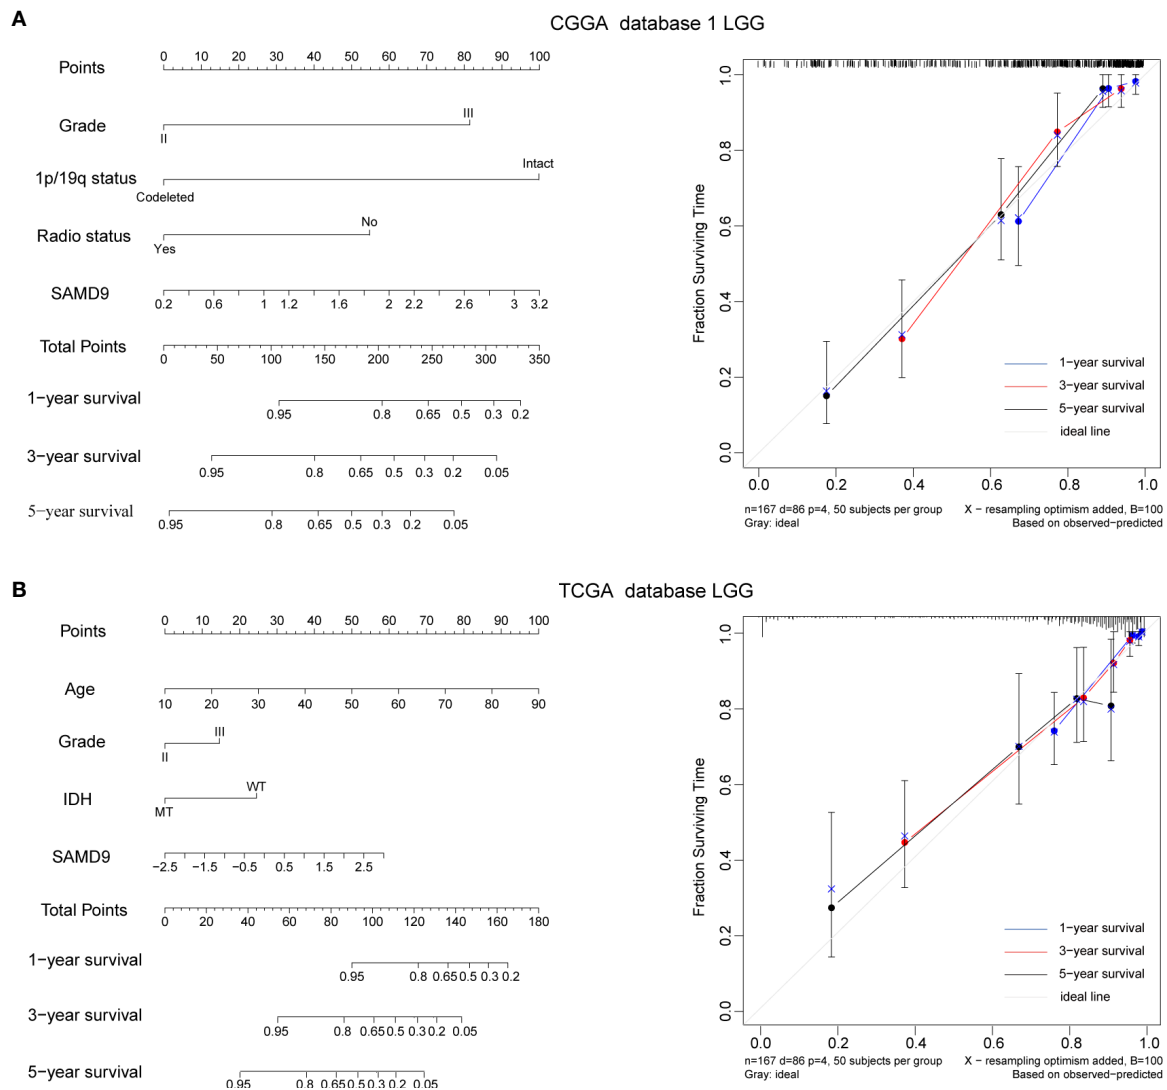 A
CGGA database 1 LGG
Points
0 10 20 30 40 50 60 70 80 90 100
Grade
II
III
1p/19q status
Codeleted
Intact
Radio status
Yes
No
SAMD9
0.2 0.6 1 1.2 1.6 2 2.2 2.6 3 3.2
Total Points
0 50 100 150 200 250 300 350
1−year survival
0.95 0.8 0.65 0.5 0.3 0.2
3−year survival
0.95 0.8 0.65 0.5 0.3 0.2 0.05
5−year survival
0.95 0.8 0.65 0.5 0.3 0.2 0.05
Fraction Surviving Time
0.0 0.2 0.4 0.6 0.8 1.0
1−year survival
3−year survival
5−year survival
ideal line
0.0 0.2 0.4 0.6 0.8 1.0
n=167 d=86 p=4, 50 subjects per group
Gray: ideal
X − resampling optimism added, B=100
Based on observed−predicted
B
TCGA database LGG
Points
0 10 20 30 40 50 60 70 80 90 100
Age
10 20 30 40 50 60 70 80 90
Grade
II
III
IDH
MT
WT
SAMD9
−2.5 −1.5 −0.5 0.5 1.5 2.5
Total Points
0 20 40 60 80 100 120 140 160 180
1−year survival
0.95 0.8 0.65 0.5 0.3 0.2
3−year survival
0.95 0.8 0.65 0.5 0.3 0.2 0.05
5−year survival
0.95 0.8 0.65 0.5 0.3 0.2 0.05
Fraction Surviving Time
0.0 0.2 0.4 0.6 0.8 1.0
1−year survival
3−year survival
5−year survival
ideal line
0.0 0.2 0.4 0.6 0.8 1.0
n=167 d=86 p=4, 50 subjects per group
Gray: ideal
X − resampling optimism added, B=100
Based on observed−predicted